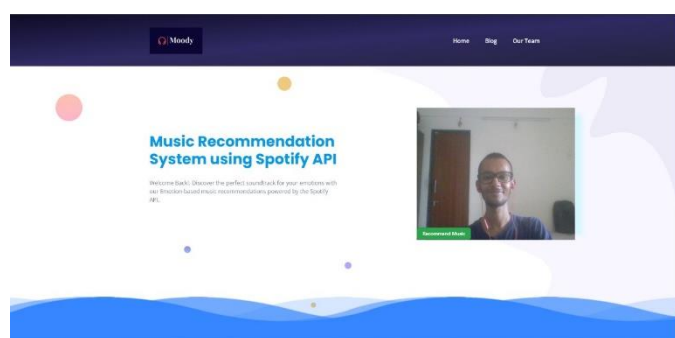 Moody
Home Blog Our Team
Music Recommendation
System using Spotify API
Welcome Back! Discover the perfect soundtrack for your emotions with
our Emotion-based music recommendations powered by the Spotify
API.
Recommend Music